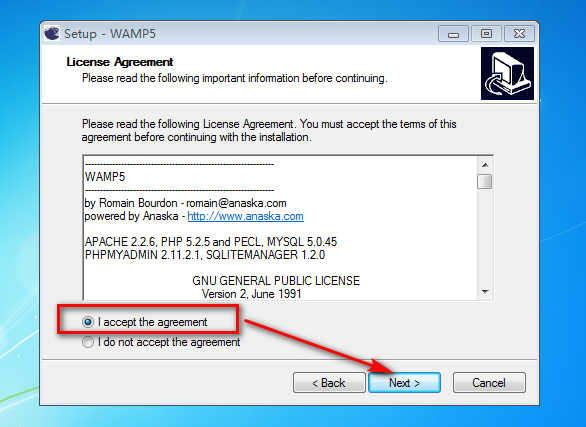 Setup - WAMP5
License Agreement
Please read the following important information before continuing.
Please read the following License Agreement. You must accept the terms of this
agreement before continuing with the installation.
------------------------------------------------------------
WAMP5
------------------------------------------------------------
by Romain Bourdon - romain@anaska.com
powered by Anaska - http://www.anaska.com
APACHE 2.2.6, PHP 5.2.5 and PECL, MYSQL 5.0.45
PHPMYADMIN 2.11.2.1, SQLITEMANAGER 1.2.0
GNU GENERAL PUBLIC LICENSE
Version 2, June 1991
I accept the agreement
I do not accept the agreement
< Back Next > Cancel